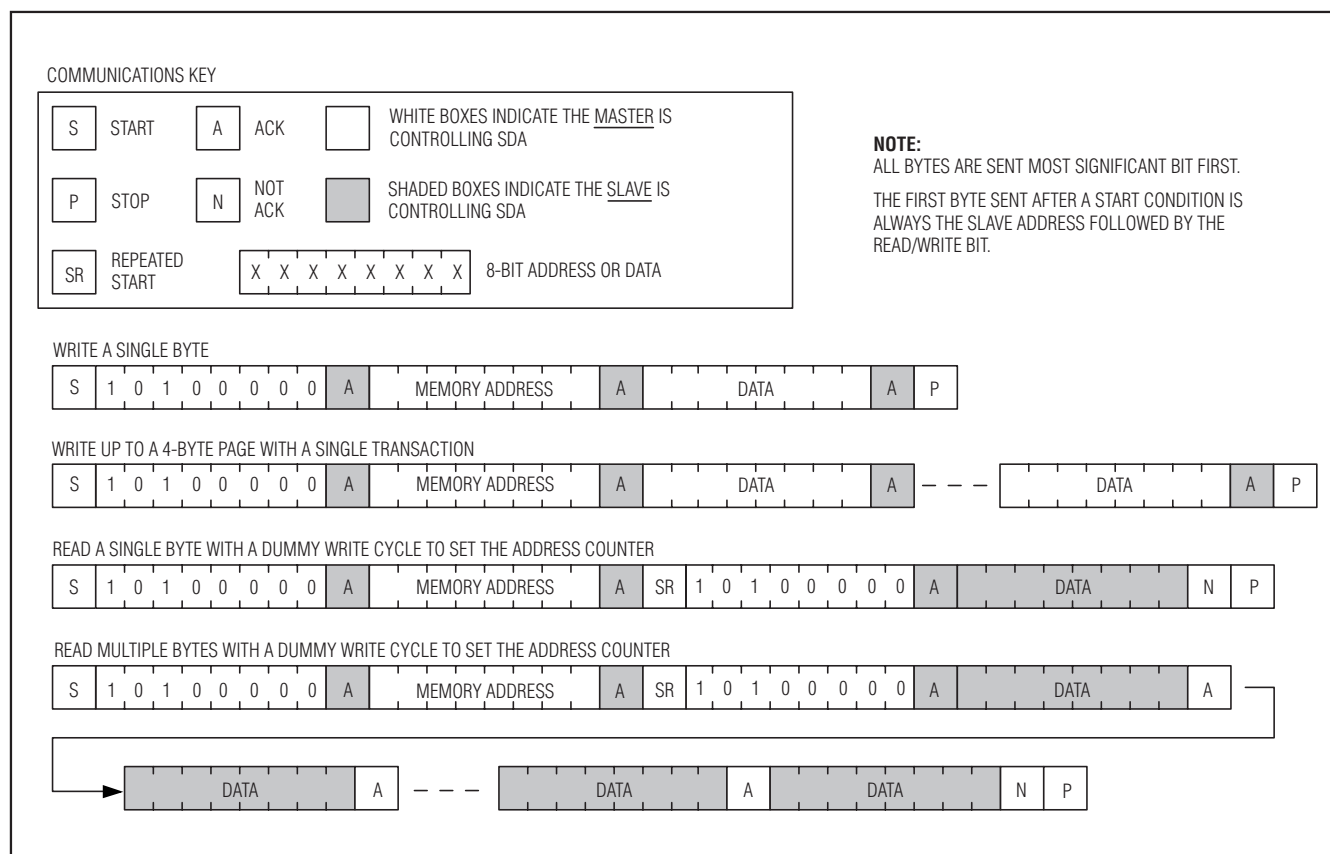 COMMUNICATIONS KEY
S START A ACK WHITE BOXES INDICATE THE MASTER IS
CONTROLLING SDA
P STOP N NOT
ACK SHADED BOXES INDICATE THE SLAVE IS
CONTROLLING SDA
SR REPEATED
START X X X X X X X X 8-BIT ADDRESS OR DATA
NOTE:
ALL BYTES ARE SENT MOST SIGNIFICANT BIT FIRST.
THE FIRST BYTE SENT AFTER A START CONDITION IS
ALWAYS THE SLAVE ADDRESS FOLLOWED BY THE
READ/WRITE BIT.
WRITE A SINGLE BYTE
S 1 0 1 0 0 0 0 0 A MEMORY ADDRESS A DATA A P
WRITE UP TO A 4-BYTE PAGE WITH A SINGLE TRANSACTION
S 1 0 1 0 0 0 0 0 A MEMORY ADDRESS A DATA A DATA A P
READ A SINGLE BYTE WITH A DUMMY WRITE CYCLE TO SET THE ADDRESS COUNTER
S 1 0 1 0 0 0 0 0 A MEMORY ADDRESS A SR 1 0 1 0 0 0 0 0 A DATA N P
READ MULTIPLE BYTES WITH A DUMMY WRITE CYCLE TO SET THE ADDRESS COUNTER
S 1 0 1 0 0 0 0 0 A MEMORY ADDRESS A SR 1 0 1 0 0 0 0 0 A DATA A
DATA A DATA A DATA N P